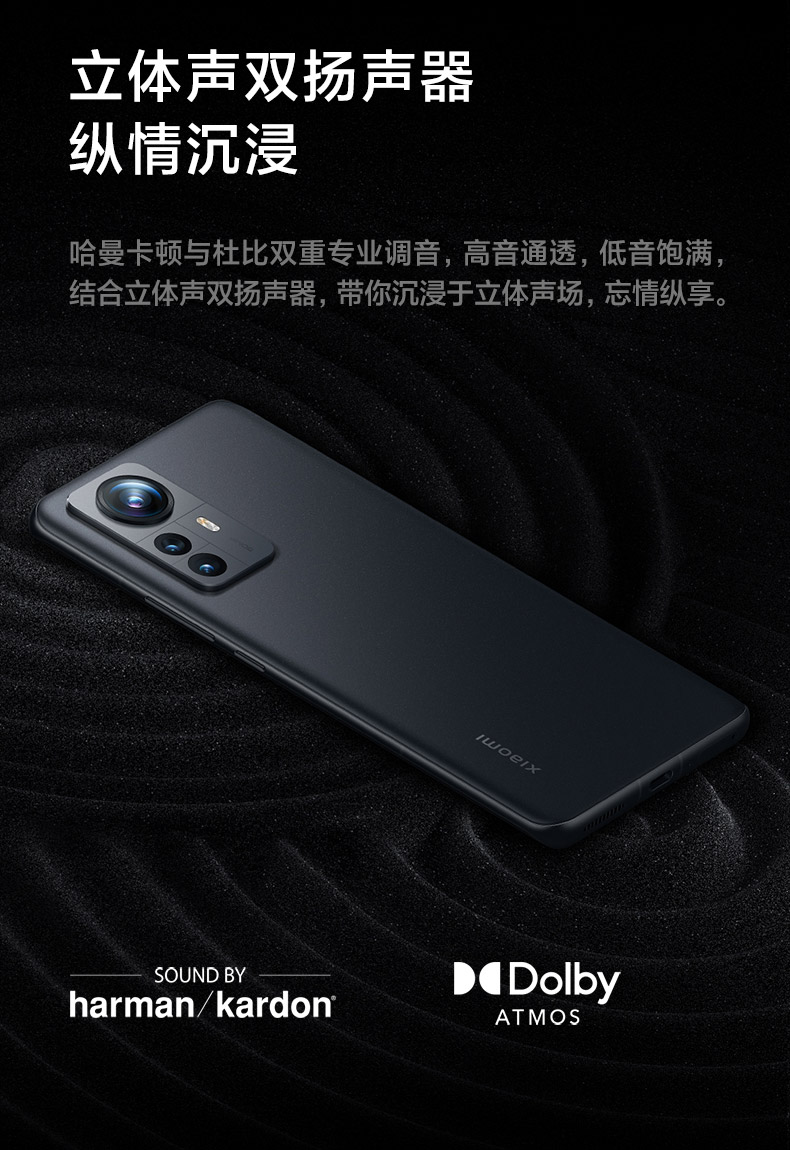 立体声双扬声器
纵情沉浸
哈曼卡顿与杜比双重专业调音，高音通透，低音饱满，
结合立体声双扬声器，带你沉浸于立体声场，忘情纵享。
xiaomi
SOUND BY
harman/kardon®
Dolby
ATMOS